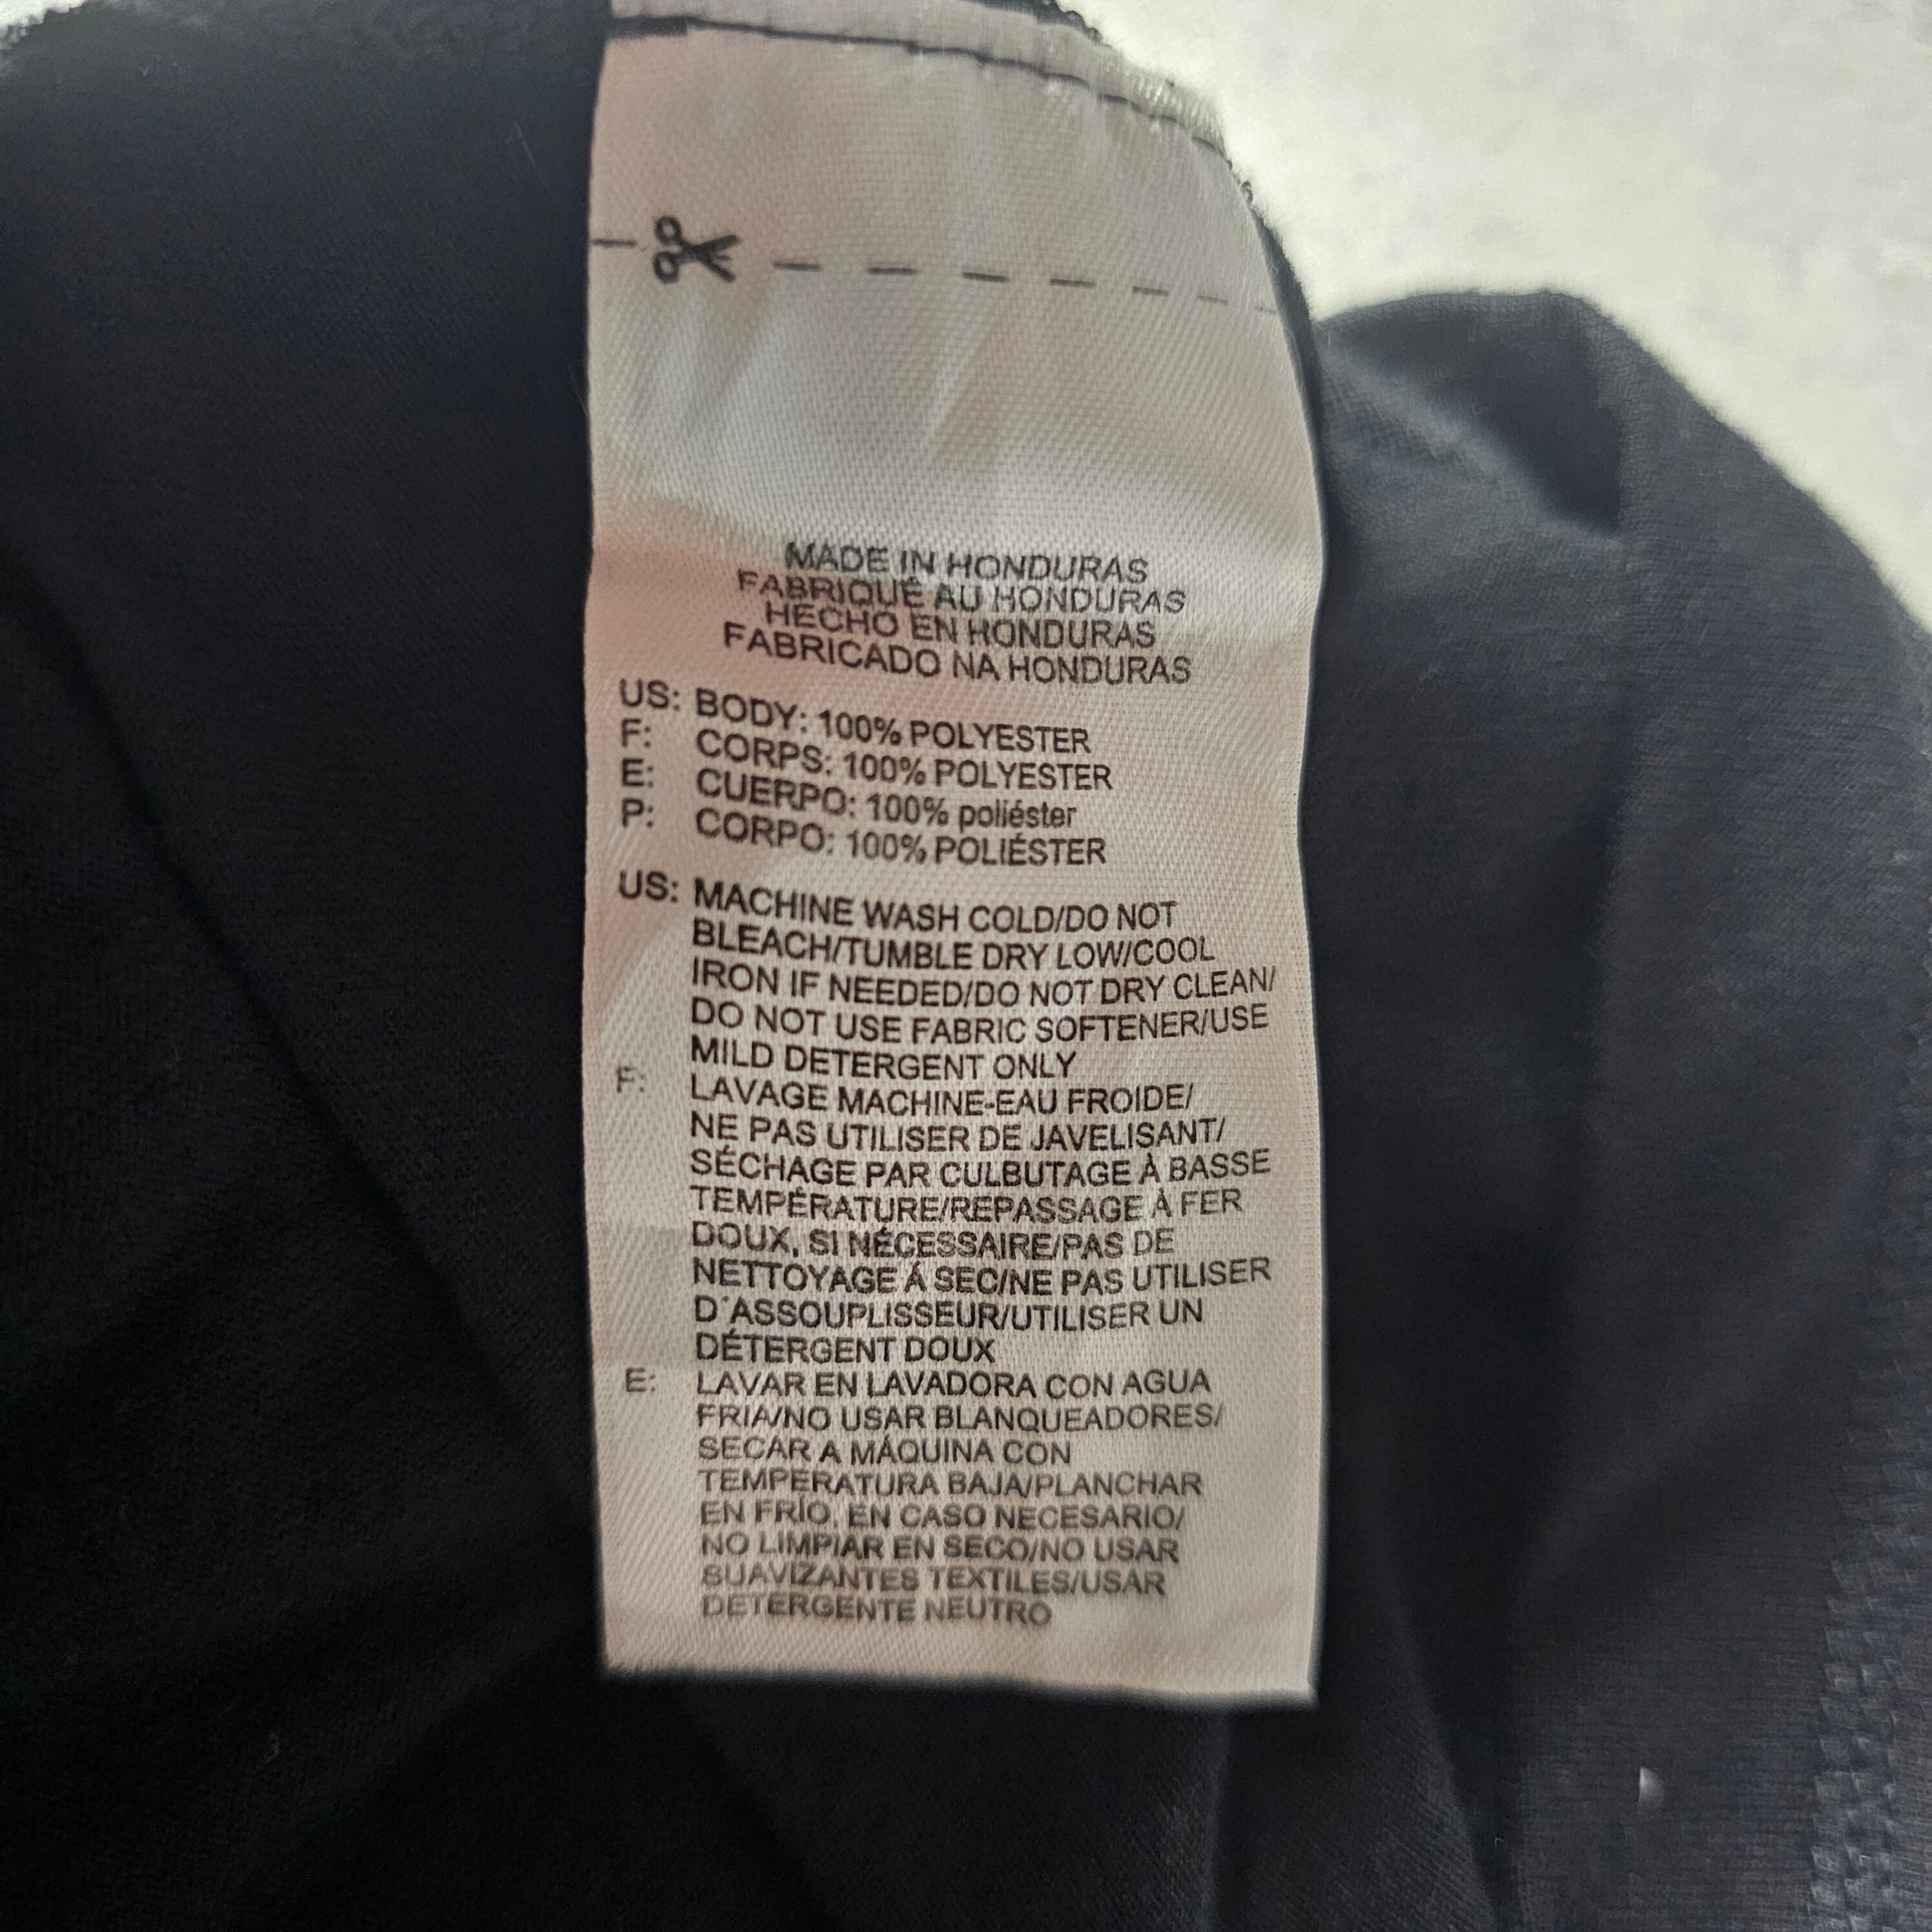 MADE IN HONDURAS
FABRIQUÉ AU HONDURAS
HECHO EN HONDURAS
FABRICADO NA HONDURAS
US: BODY: 100% POLYESTER
F: CORPS: 100% POLYESTER
E: CUERPO: 100% poliéster
P: CORPO: 100% POLIÉSTER
US: MACHINE WASH COLD/DO NOT
BLEACH/TUMBLE DRY LOW/COOL
IRON IF NEEDED/DO NOT DRY CLEAN/
DO NOT USE FABRIC SOFTENER/USE
MILD DETERGENT ONLY
F: LAVAGE MACHINE-EAU FROIDE/
NE PAS UTILISER DE JAVELISANT/
SÉCHAGE PAR CULBUTAGE À BASSE
TEMPÉRATURE/REPASSAGE À FER
DOUX, SI NÉCESSAIRE/PAS DE
NETTOYAGE Á SEC/NE PAS UTILISER
D'ASSOUPLISSEUR/UTILISER UN
DÉTERGENT DOUX
E: LAVAR EN LAVADORA CON AGUA
FRIA/NO USAR BLANQUEADORES/
SECAR A MÁQUINA CON
TEMPERATURA BAJA/PLANCHAR
EN FRÍO, EN CASO NECESARIO/
NO LIMPIAR EN SECO/NO USAR
SUAVIZANTES TEXTILES/USAR
DETERGENTE NEUTRO